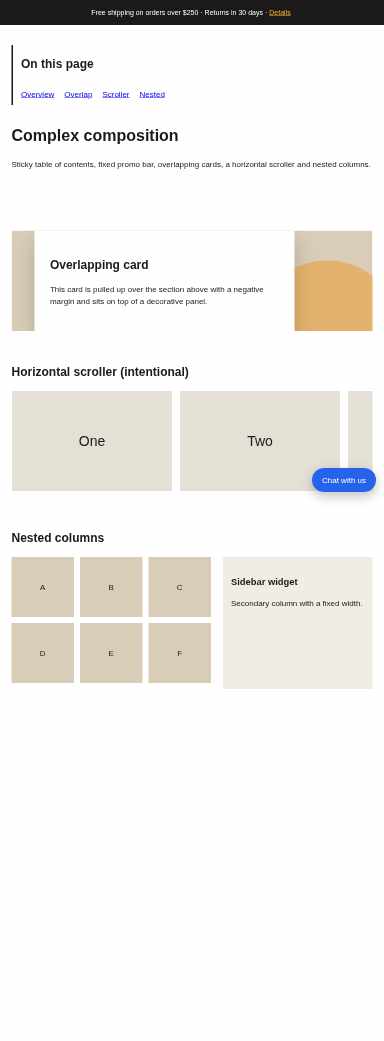 Free shipping on orders over $250 · Returns in 30 days · Details
On this page
Overview Overlap Scroller Nested
Complex composition
Sticky table of contents, fixed promo bar, overlapping cards, a horizontal scroller and nested columns.
Overlapping card
This card is pulled up over the section above with a negative
margin and sits on top of a decorative panel.
Horizontal scroller (intentional)
One Two
Chat with us
Nested columns
A B C
D E F
Sidebar widget
Secondary column with a fixed width.